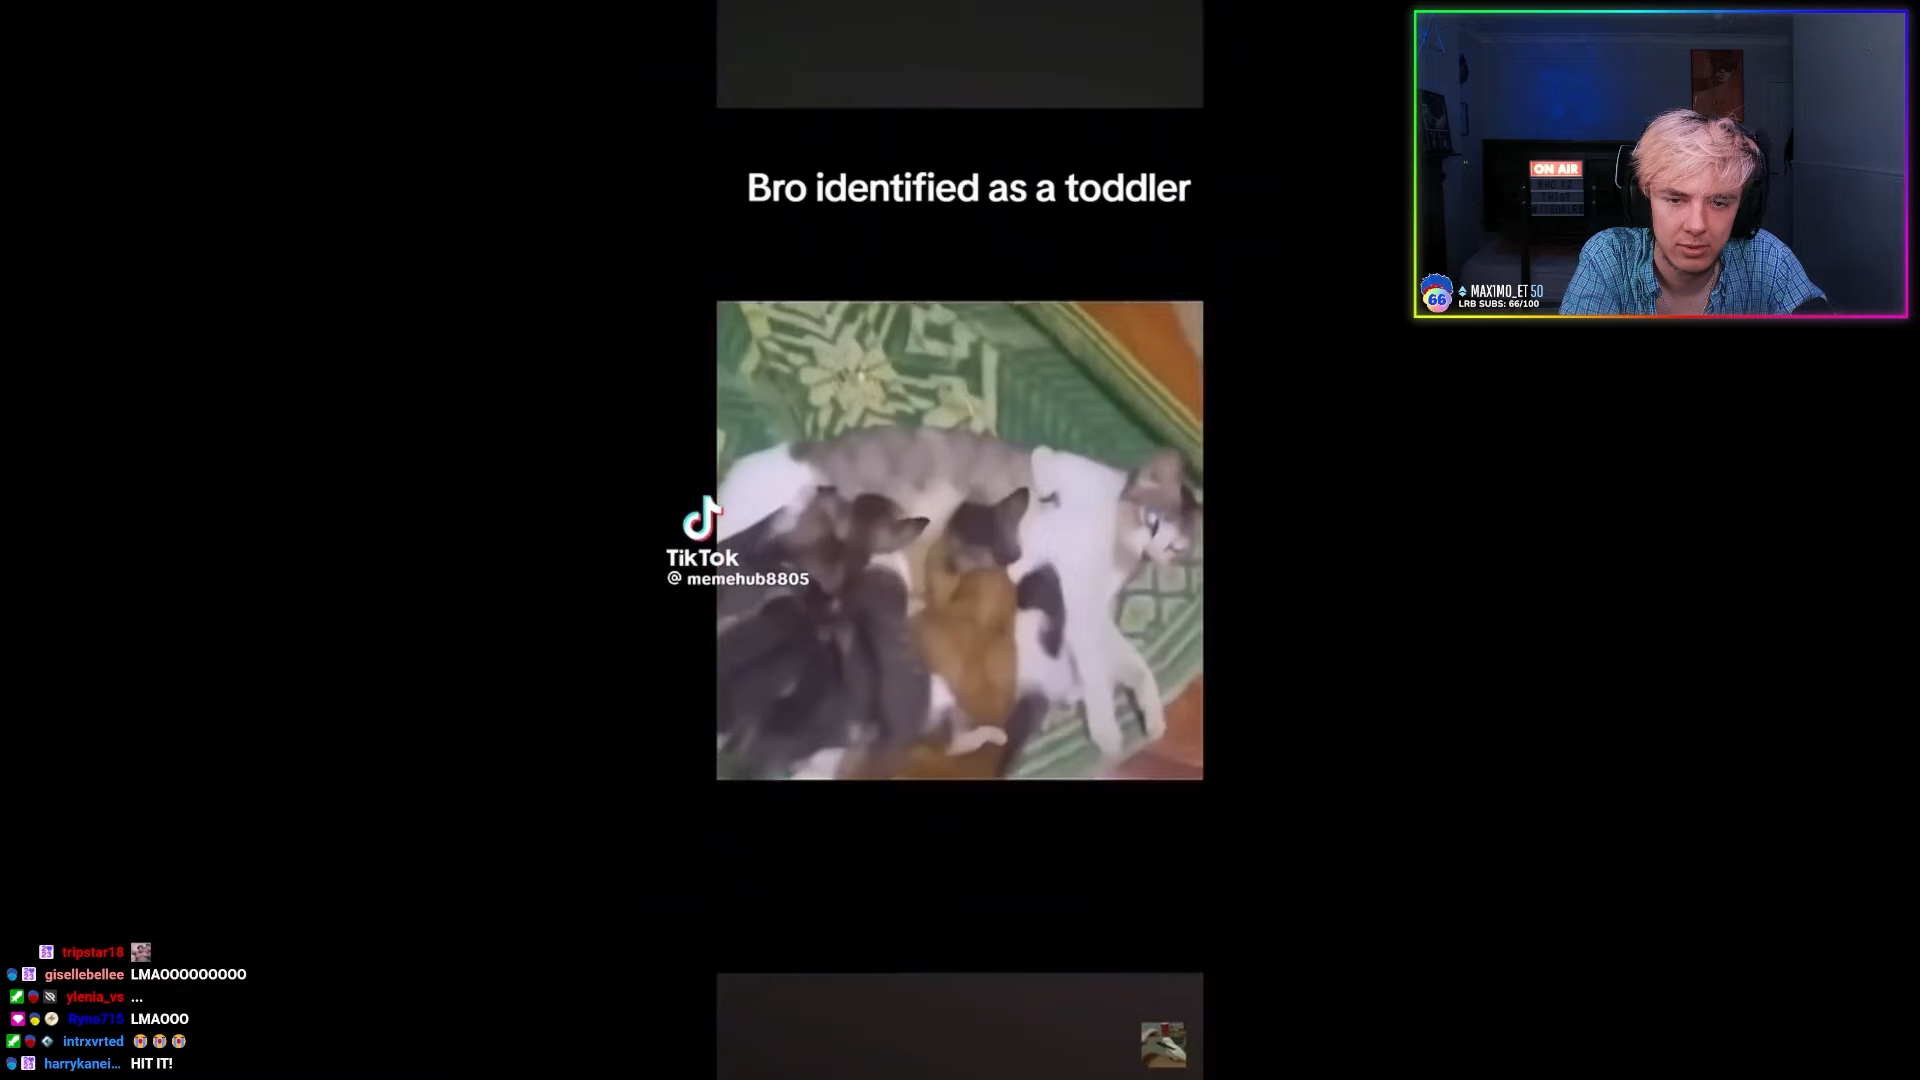 Bro identified as a toddler
TikTok
@ memehub8805
ON AIR
66
MAX1MO_ET 50
LRB SUBS: 66/100
tripstar18
gisellebellee LMAOOOOOOOOO
ylenia_vs ...
Ryno715 LMAOOO
intrxvrted
harrykanei... HIT IT!